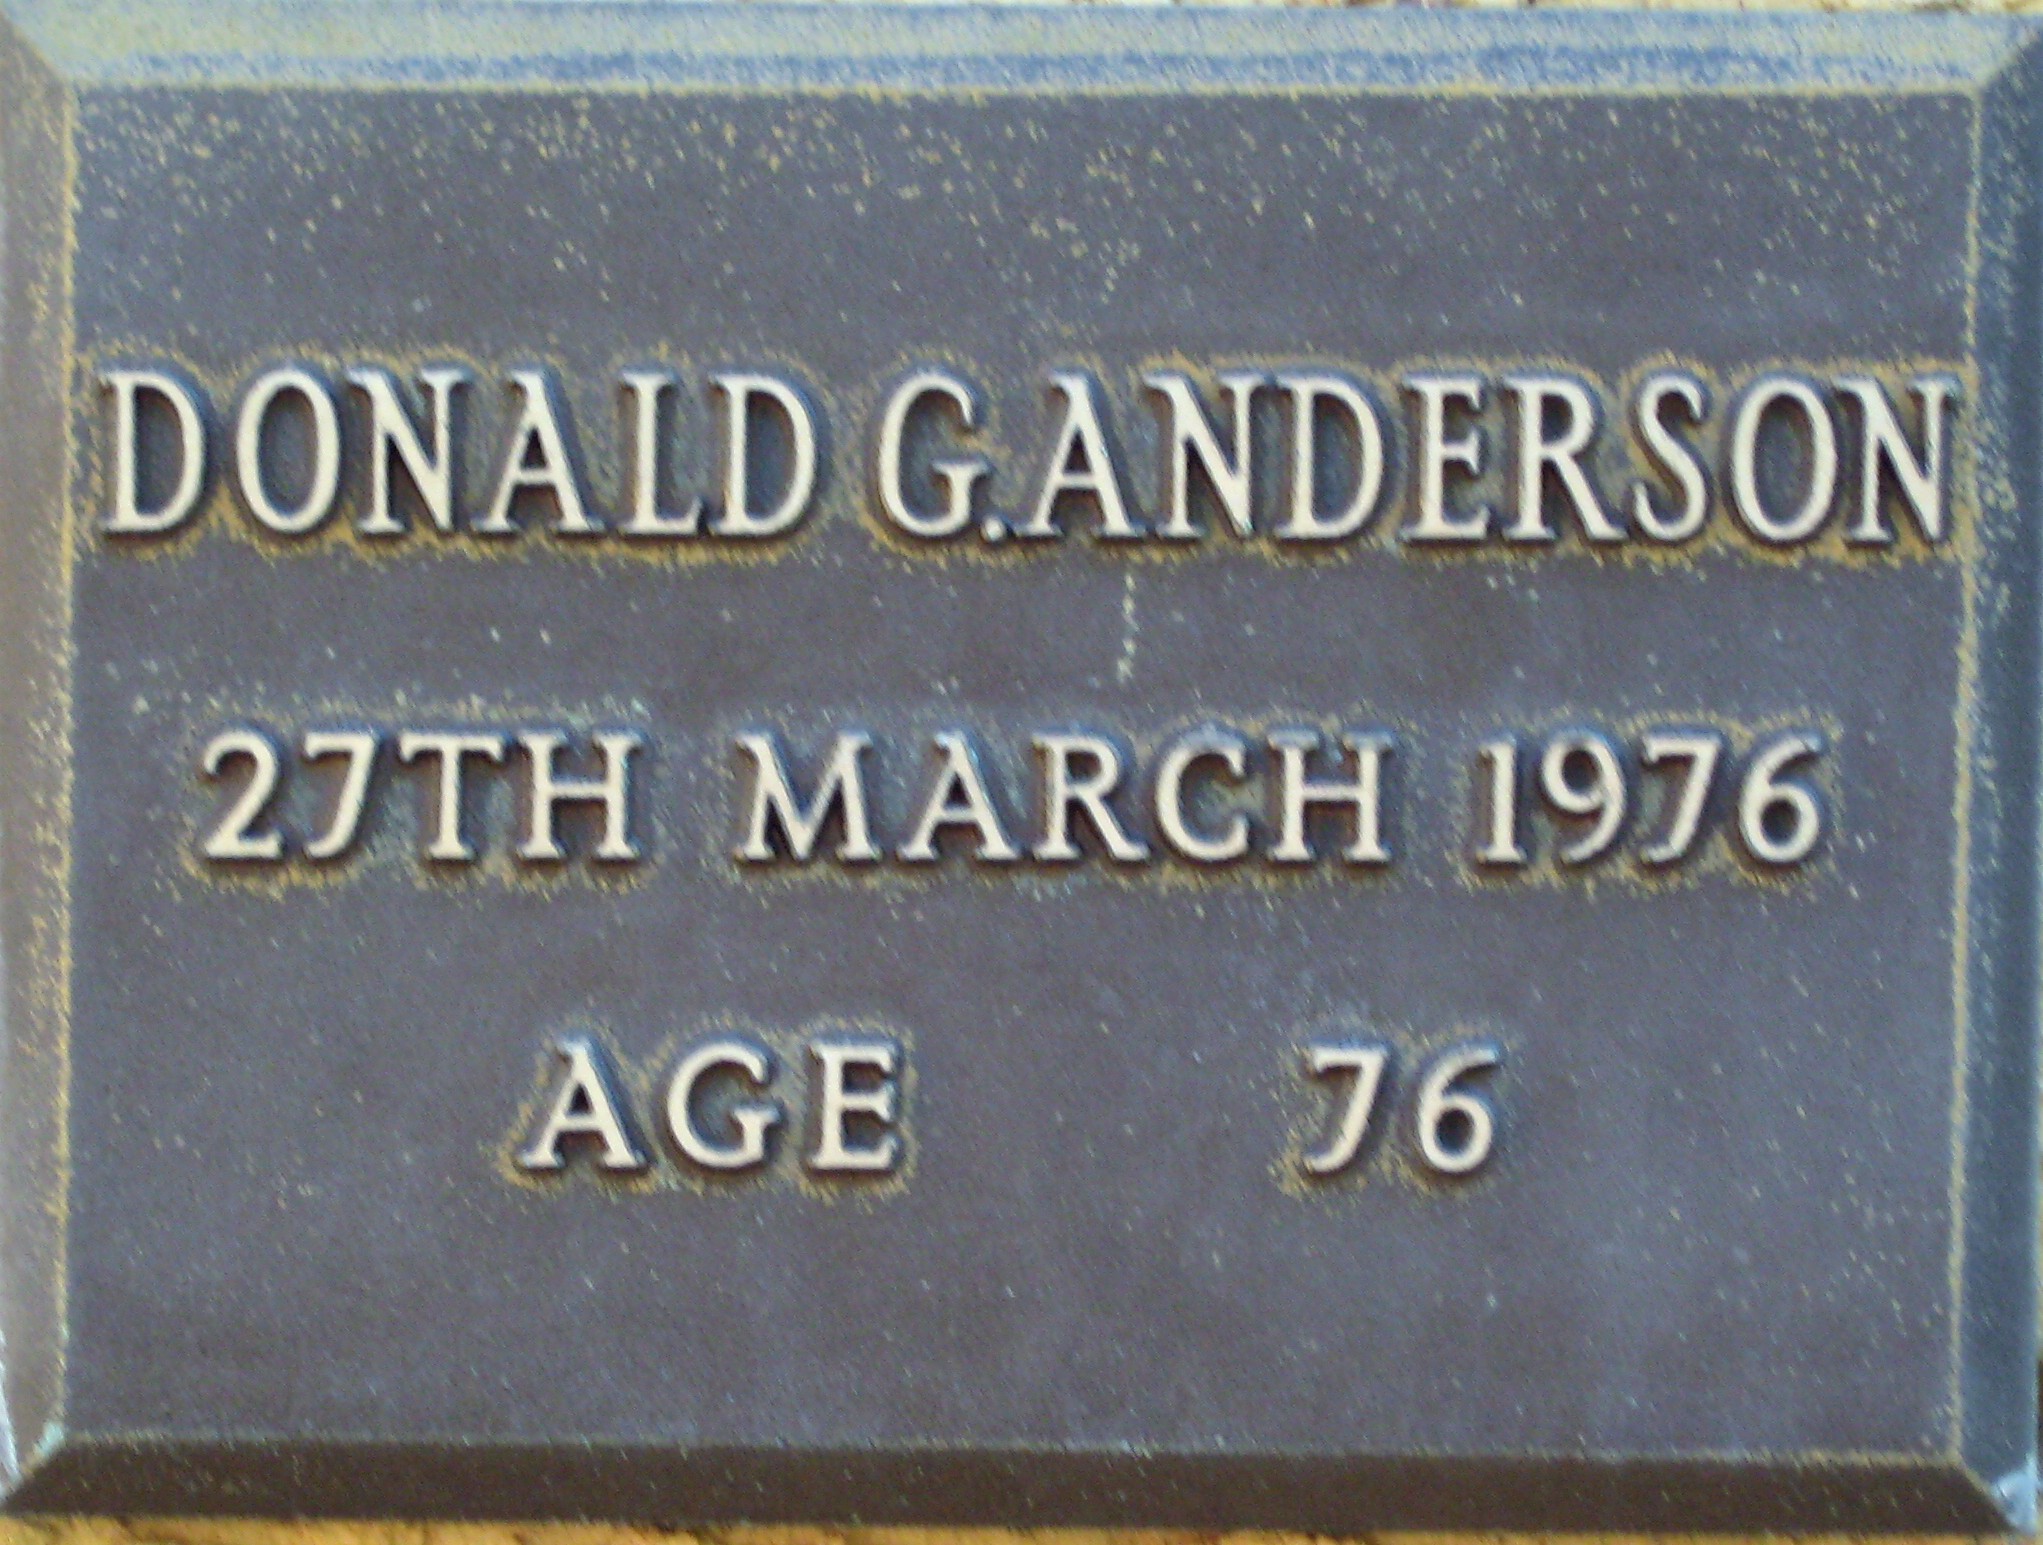 DONALD G.ANDERSON
27TH MARCH 1976
AGE 76